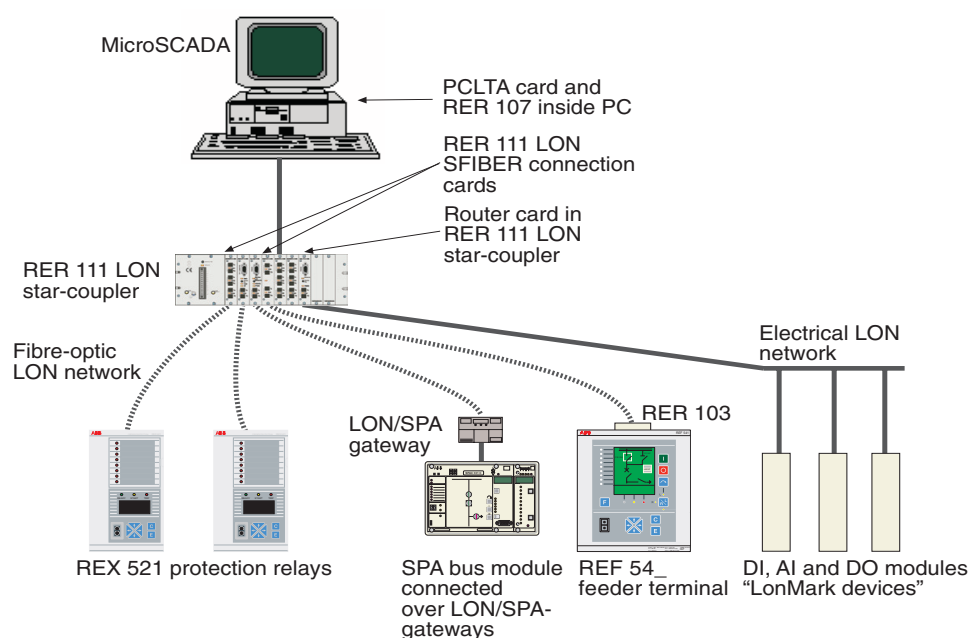 MicroSCADA
PCLTA card and
RER 107 inside PC
RER 111 LON
SFIBER connection
cards
Router card in
RER 111 LON
star-coupler
RER 111 LON
star-coupler
Fibre-optic
LON network
Electrical LON
network
LON/SPA
gateway
RER 103
ABB
ABB
REX 521 protection relays
SPA bus module
connected
over LON/SPA-
gateways
REF 54_
feeder terminal
DI, AI and DO modules
“LonMark devices”